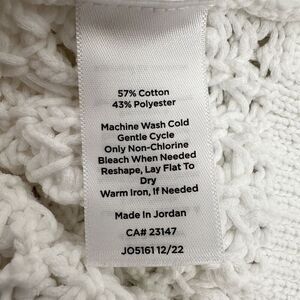 57% Cotton
43% Polyester
Machine Wash Cold
Gentle Cycle
Only Non-Chlorine
Bleach When Needed
Reshape, Lay Flat To
Dry
Warm Iron, If Needed
Made In Jordan
CA# 23147
JO5161 12/22